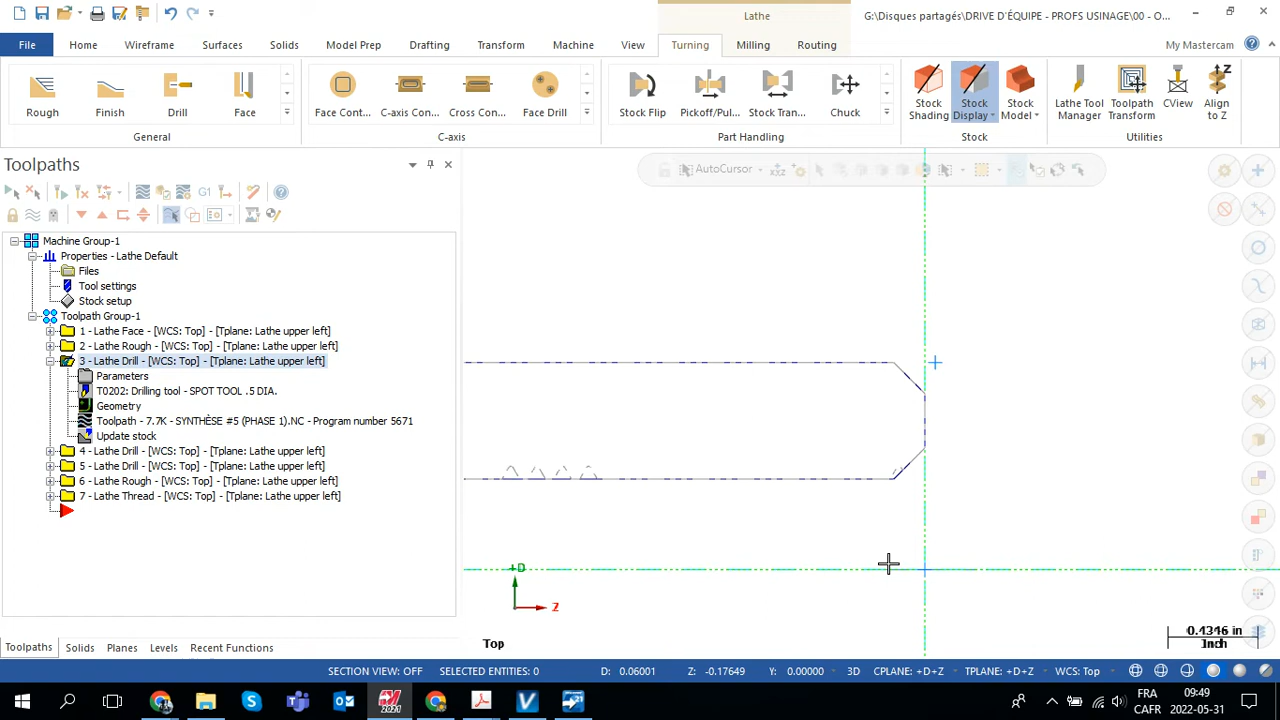 Lathe
G:\Disques partagés\DRIVE D'ÉQUIPE - PROFS USINAGE\00 - O...
File Home Wireframe Surfaces Solids Model Prep Drafting Transform Machine View Turning Milling Routing My Mastercam
Rough Finish Drill Face
General
Face Cont... C-axis Con... Cross Con... Face Drill
C-axis
Stock Flip Pickoff/Pul... Stock Tran... Chuck
Part Handling
Stock Shading
Stock Display
Stock Model
Stock
Lathe Tool Manager
Toolpath Transform
CView
Align to Z
Utilities
Toolpaths
AutoCursor
G1
Machine Group-1
Properties - Lathe Default
Files
Tool settings
Stock setup
Toolpath Group-1
1 - Lathe Face - [WCS: Top] - [Tplane: Lathe upper left]
2 - Lathe Rough - [WCS: Top] - [Tplane: Lathe upper left]
3 - Lathe Drill - [WCS: Top] - [Tplane: Lathe upper left]
Parameters
T0202: Drilling tool - SPOT TOOL .5 DIA.
Geometry
Toolpath - 7.7K - SYNTHÈSE #5 (PHASE 1).NC - Program number 5671
Update stock
4 - Lathe Drill - [WCS: Top] - [Tplane: Lathe upper left]
5 - Lathe Drill - [WCS: Top] - [Tplane: Lathe upper left]
6 - Lathe Rough - [WCS: Top] - [Tplane: Lathe upper left]
7 - Lathe Thread - [WCS: Top] - [Tplane: Lathe upper left]
+D
Z
Top
0.4346 in
Inch
Toolpaths Solids Planes Levels Recent Functions
SECTION VIEW: OFF SELECTED ENTITIES: 0 D: 0.06001 Z: -0.17649 Y: 0.00000 3D CPLANE: +D+Z TPLANE: +D+Z WCS: Top
2021
FRA
CAFR
09:49
2022-05-31